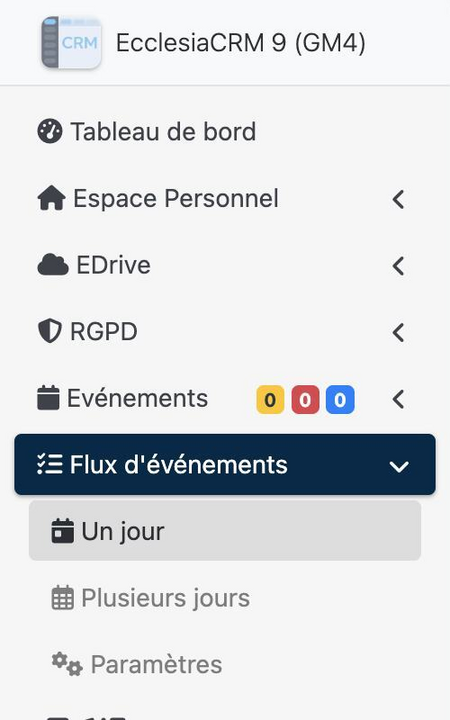 CRM EcclesiaCRM 9 (GM4)
Tableau de bord
Espace Personnel
EDrive
RGPD
Evénements 0 0 0
Flux d'événements
Un jour
Plusieurs jours
Paramètres